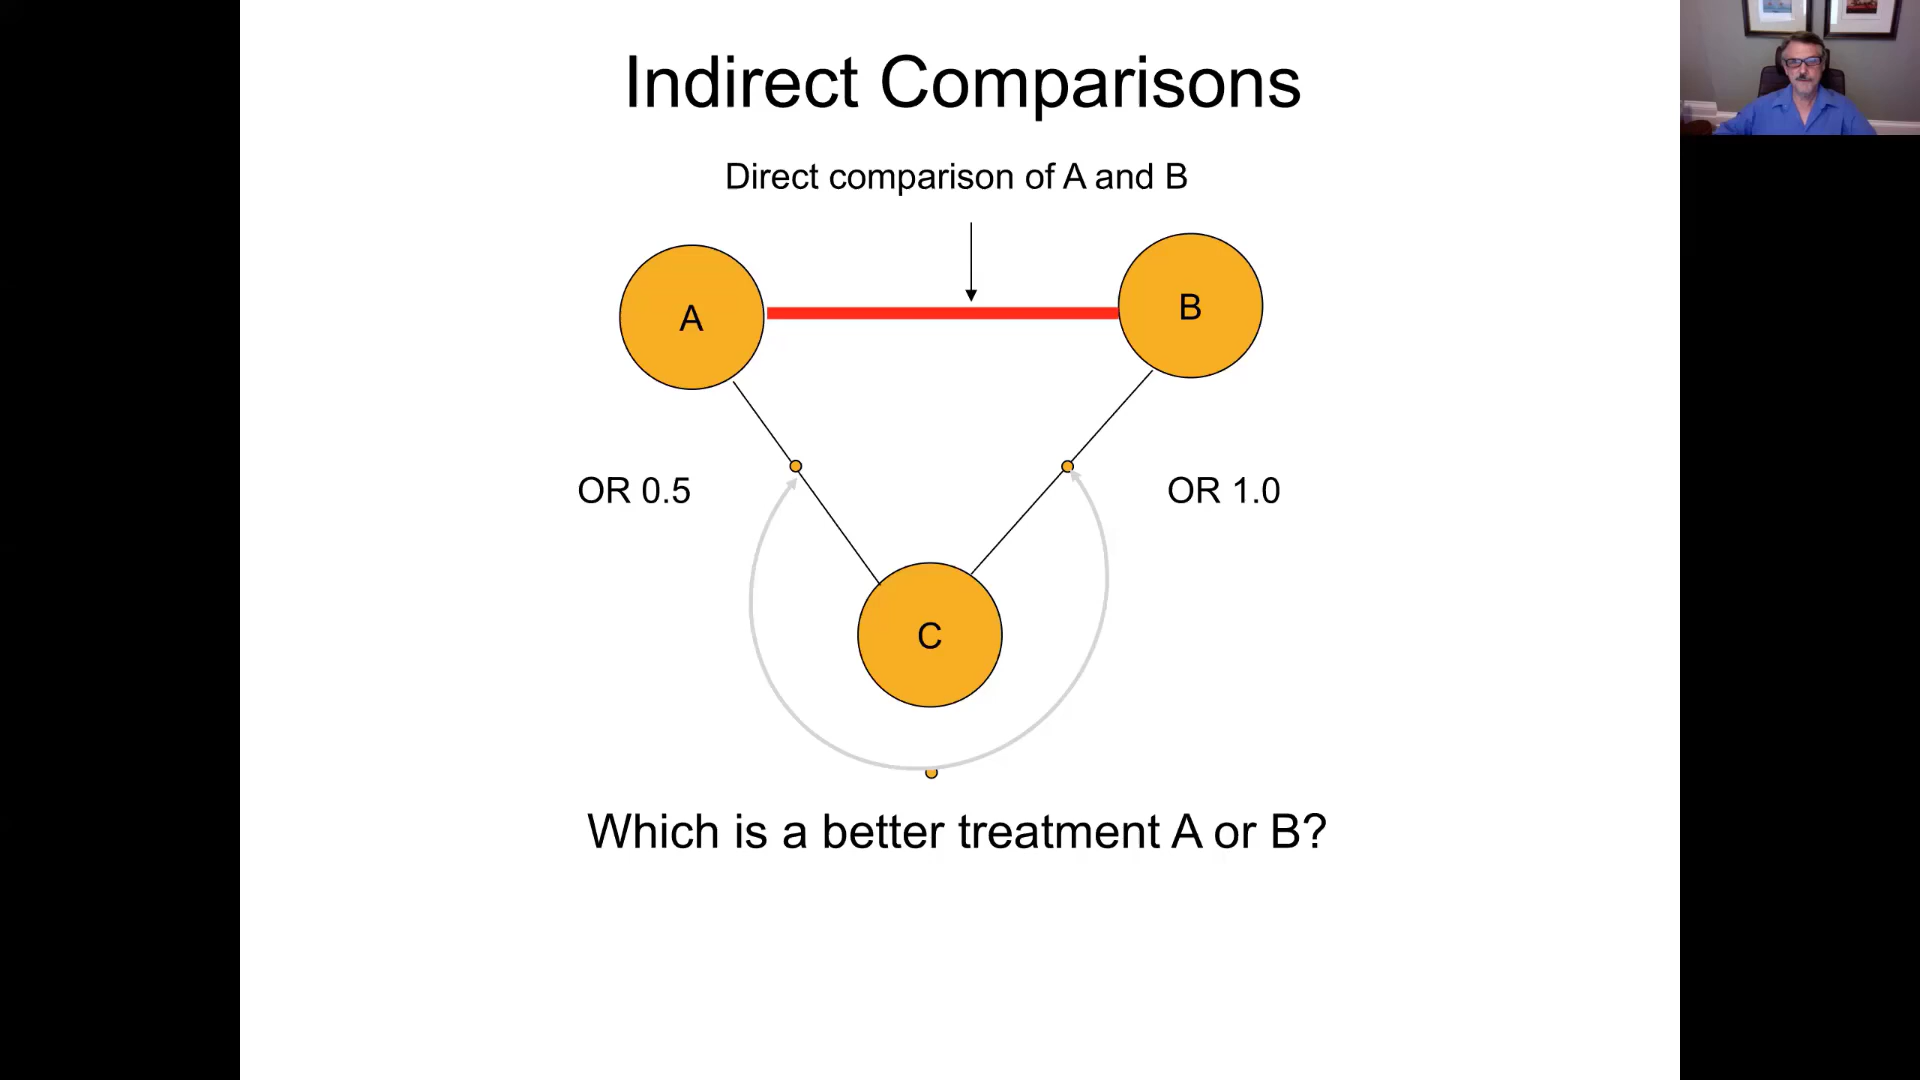 Indirect Comparisons
Direct comparison of A and B
A
B
OR 0.5
OR 1.0
C
Which is a better treatment A or B?